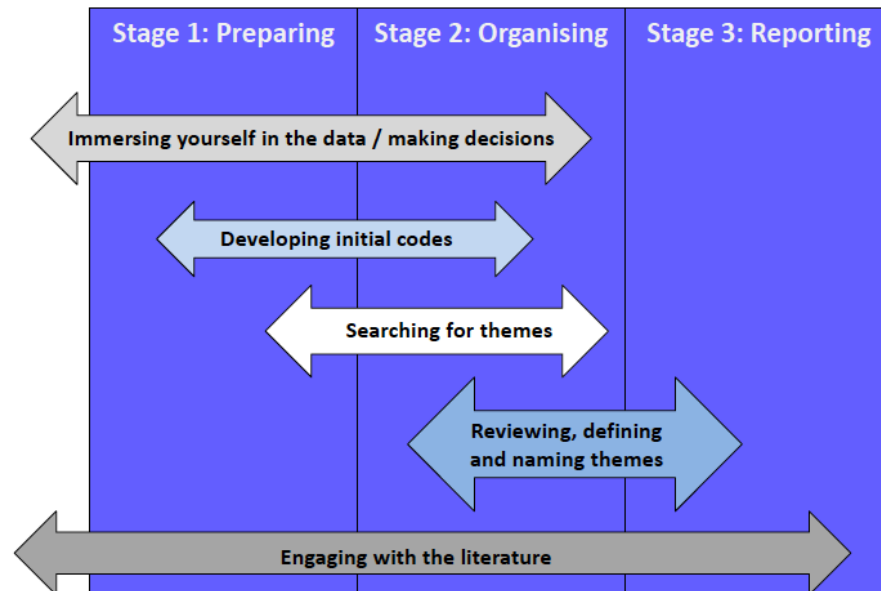 Stage 1: Preparing
Stage 2: Organising
Stage 3: Reporting
Immersing yourself in the data / making decisions
Developing initial codes
Searching for themes
Reviewing, defining
and naming themes
Engaging with the literature